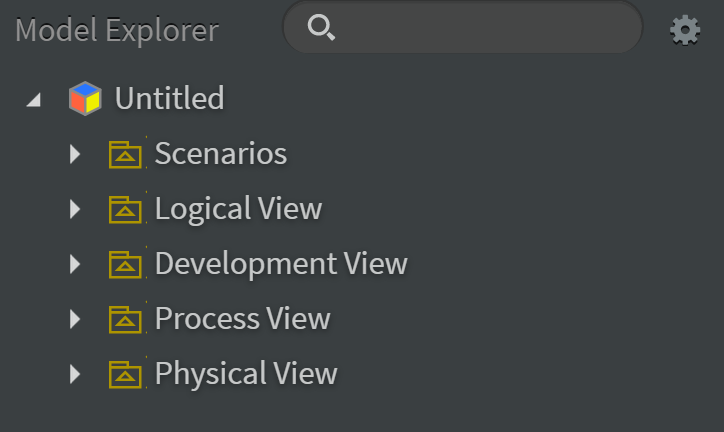 Model Explorer
Untitled
Scenarios
Logical View
Development View
Process View
Physical View